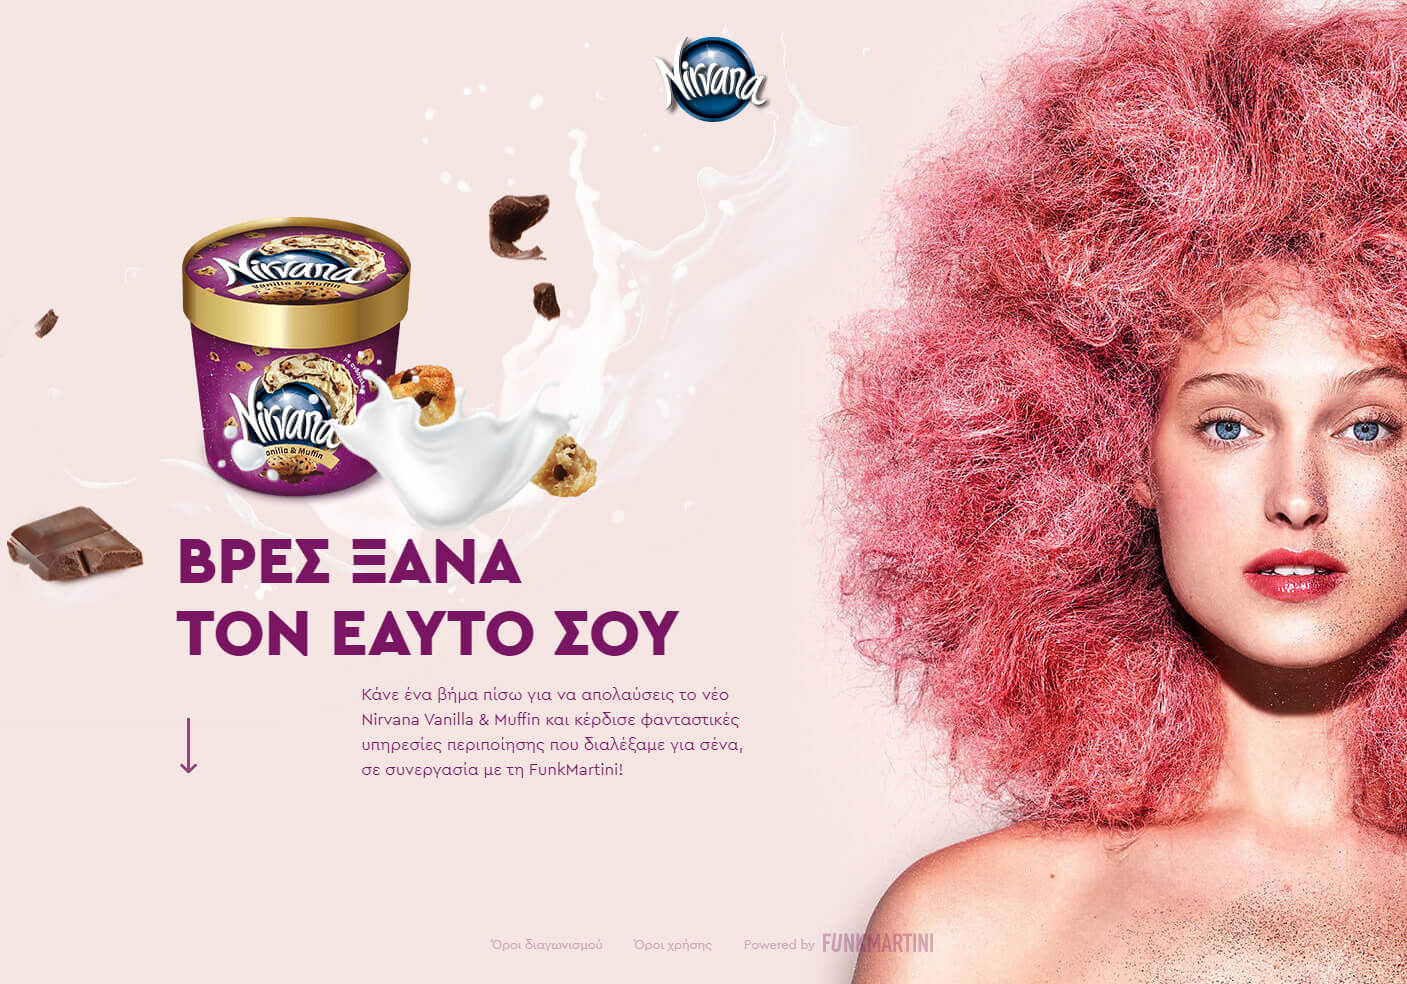 Nirvana
Nirvana
Vanilla & Muffin
Nirvana
anilla & Muffin
ΒΡΕΣ ΞΑΝΑ
ΤΟΝ ΕΑΥΤΟ ΣΟΥ
Κάνε ένα βήμα πίσω για να απολαύσεις το νέο
Nirvana Vanilla & Muffin και κέρδισε φανταστικές
υπηρεσίες περιποίησης που διαλέξαμε για σένα,
σε συνεργασία με τη FunkMartini!
Όροι διαγωνισμού Όροι χρήσης Powered by FUNKMARTINI